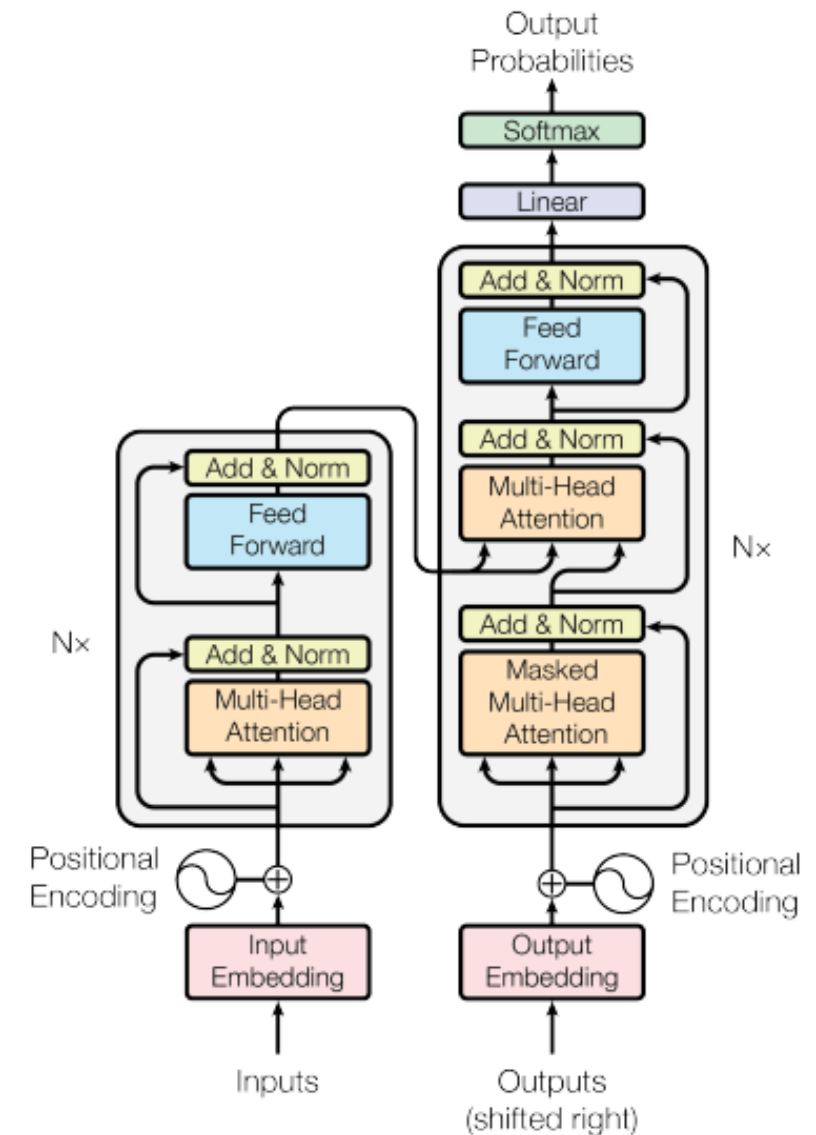 Output
Probabilities
Softmax
Linear
Add & Norm
Feed
Forward
Add & Norm
Multi-Head
Attention
N×
Add & Norm
Masked
Multi-Head
Attention
Add & Norm
Feed
Forward
N×
Add & Norm
Multi-Head
Attention
Positional
Encoding
Positional
Encoding
Input
Embedding
Output
Embedding
Inputs
Outputs
(shifted right)